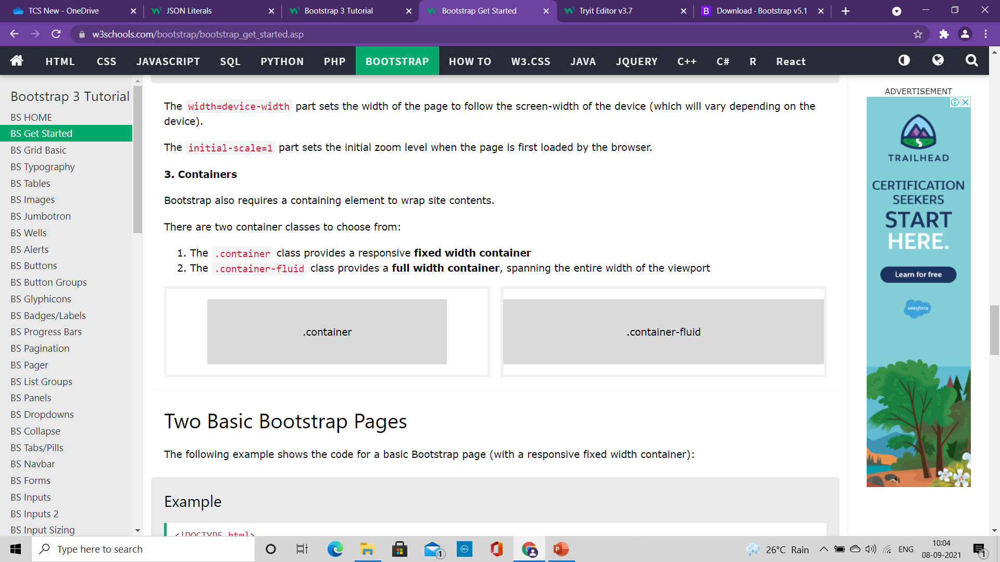 TCS New - OneDrive
JSON Literals
Bootstrap 3 Tutorial
Bootstrap Get Started
Tryit Editor v3.7
Download · Bootstrap v5.1
w3schools.com/bootstrap/bootstrap_get_started.asp
HTML CSS JAVASCRIPT SQL PYTHON PHP BOOTSTRAP HOW TO W3.CSS JAVA JQUERY C++ C# R React
Bootstrap 3 Tutorial
BS HOME
BS Get Started
BS Grid Basic
BS Typography
BS Tables
BS Images
BS Jumbotron
BS Wells
BS Alerts
BS Buttons
BS Button Groups
BS Glyphicons
BS Badges/Labels
BS Progress Bars
BS Pagination
BS Pager
BS List Groups
BS Panels
BS Dropdowns
BS Collapse
BS Tabs/Pills
BS Navbar
BS Forms
BS Inputs
BS Inputs 2
BS Input Sizing
The width=device-width part sets the width of the page to follow the screen-width of the device (which will vary depending on the
device).
The initial-scale=1 part sets the initial zoom level when the page is first loaded by the browser.
3. Containers
Bootstrap also requires a containing element to wrap site contents.
There are two container classes to choose from:
1. The .container class provides a responsive fixed width container
2. The .container-fluid class provides a full width container, spanning the entire width of the viewport
.container
.container-fluid
Two Basic Bootstrap Pages
The following example shows the code for a basic Bootstrap page (with a responsive fixed width container):
Example
<!DOCTYPE html>
ADVERTISEMENT
TRAILHEAD
CERTIFICATION
SEEKERS
START
HERE.
Learn for free
salesforce
Type here to search
1
26°C Rain
ENG
10:04
08-09-2021
1